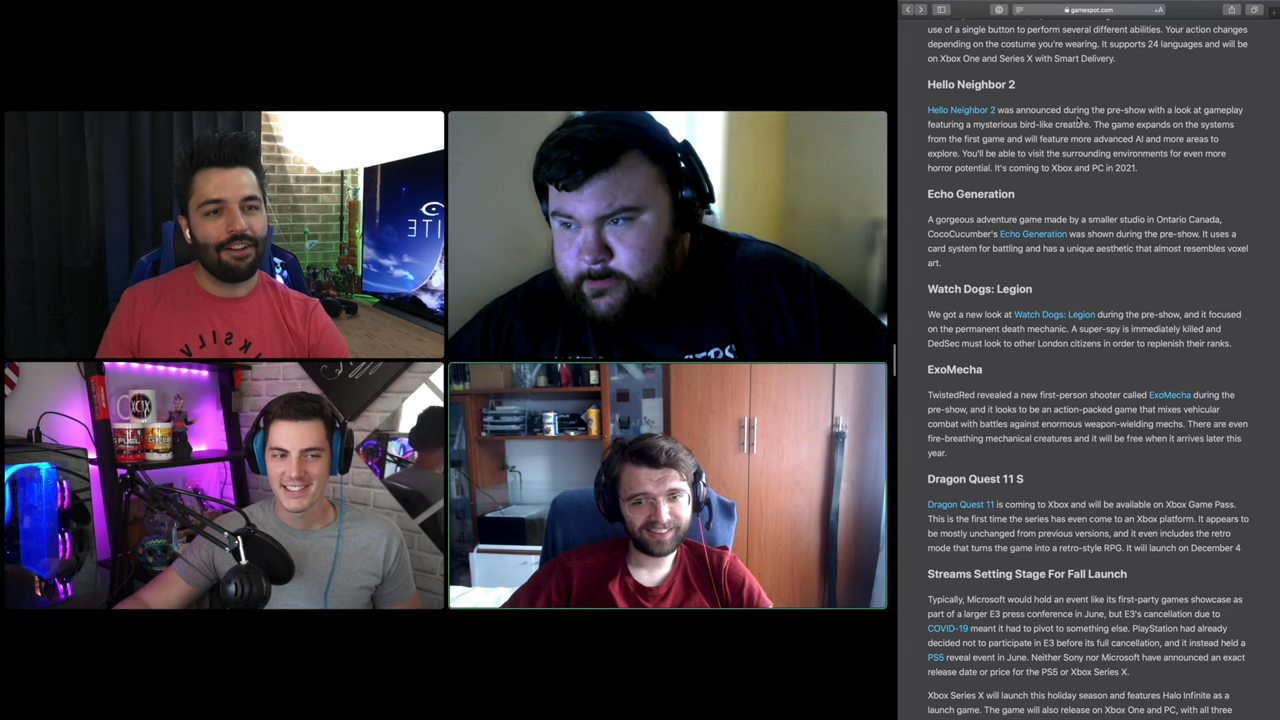 gamespot.com
use of a single button to perform several different abilities. Your action changes
depending on the costume you're wearing. It supports 24 languages and will be
on Xbox One and Series X with Smart Delivery.
Hello Neighbor 2
Hello Neighbor 2 was announced during the pre-show with a look at gameplay
featuring a mysterious bird-like creature. The game expands on the systems
from the first game and will feature more advanced AI and more areas to
explore. You'll be able to visit the surrounding environments for even more
horror potential. It's coming to Xbox and PC in 2021.
Echo Generation
A gorgeous adventure game made by a smaller studio in Ontario Canada,
CocoCucumber's Echo Generation was shown during the pre-show. It uses a
card system for battling and has a unique aesthetic that almost resembles voxel
art.
Watch Dogs: Legion
We got a new look at Watch Dogs: Legion during the pre-show, and it focused
on the permanent death mechanic. A super-spy is immediately killed and
DedSec must look to other London citizens in order to replenish their ranks.
ExoMecha
TwistedRed revealed a new first-person shooter called ExoMecha during the
pre-show, and it looks to be an action-packed game that mixes vehicular
combat with battles against enormous weapon-wielding mechs. There are even
fire-breathing mechanical creatures and it will be free when it arrives later this
year.
Dragon Quest 11 S
Dragon Quest 11 is coming to Xbox and will be available on Xbox Game Pass.
This is the first time the series has even come to an Xbox platform. It appears to
be mostly unchanged from previous versions, and it even includes the retro
mode that turns the game into a retro-style RPG. It will launch on December 4
Streams Setting Stage For Fall Launch
Typically, Microsoft would hold an event like its first-party games showcase as
part of a larger E3 press conference in June, but E3's cancellation due to
COVID-19 meant it had to pivot to something else. PlayStation had already
decided not to participate in E3 before its full cancellation, and it instead held a
PS5 reveal event in June. Neither Sony nor Microsoft have announced an exact
release date or price for the PS5 or Xbox Series X.
Xbox Series X will launch this holiday season and features Halo Infinite as a
launch game. The game will also release on Xbox One and PC, with all three